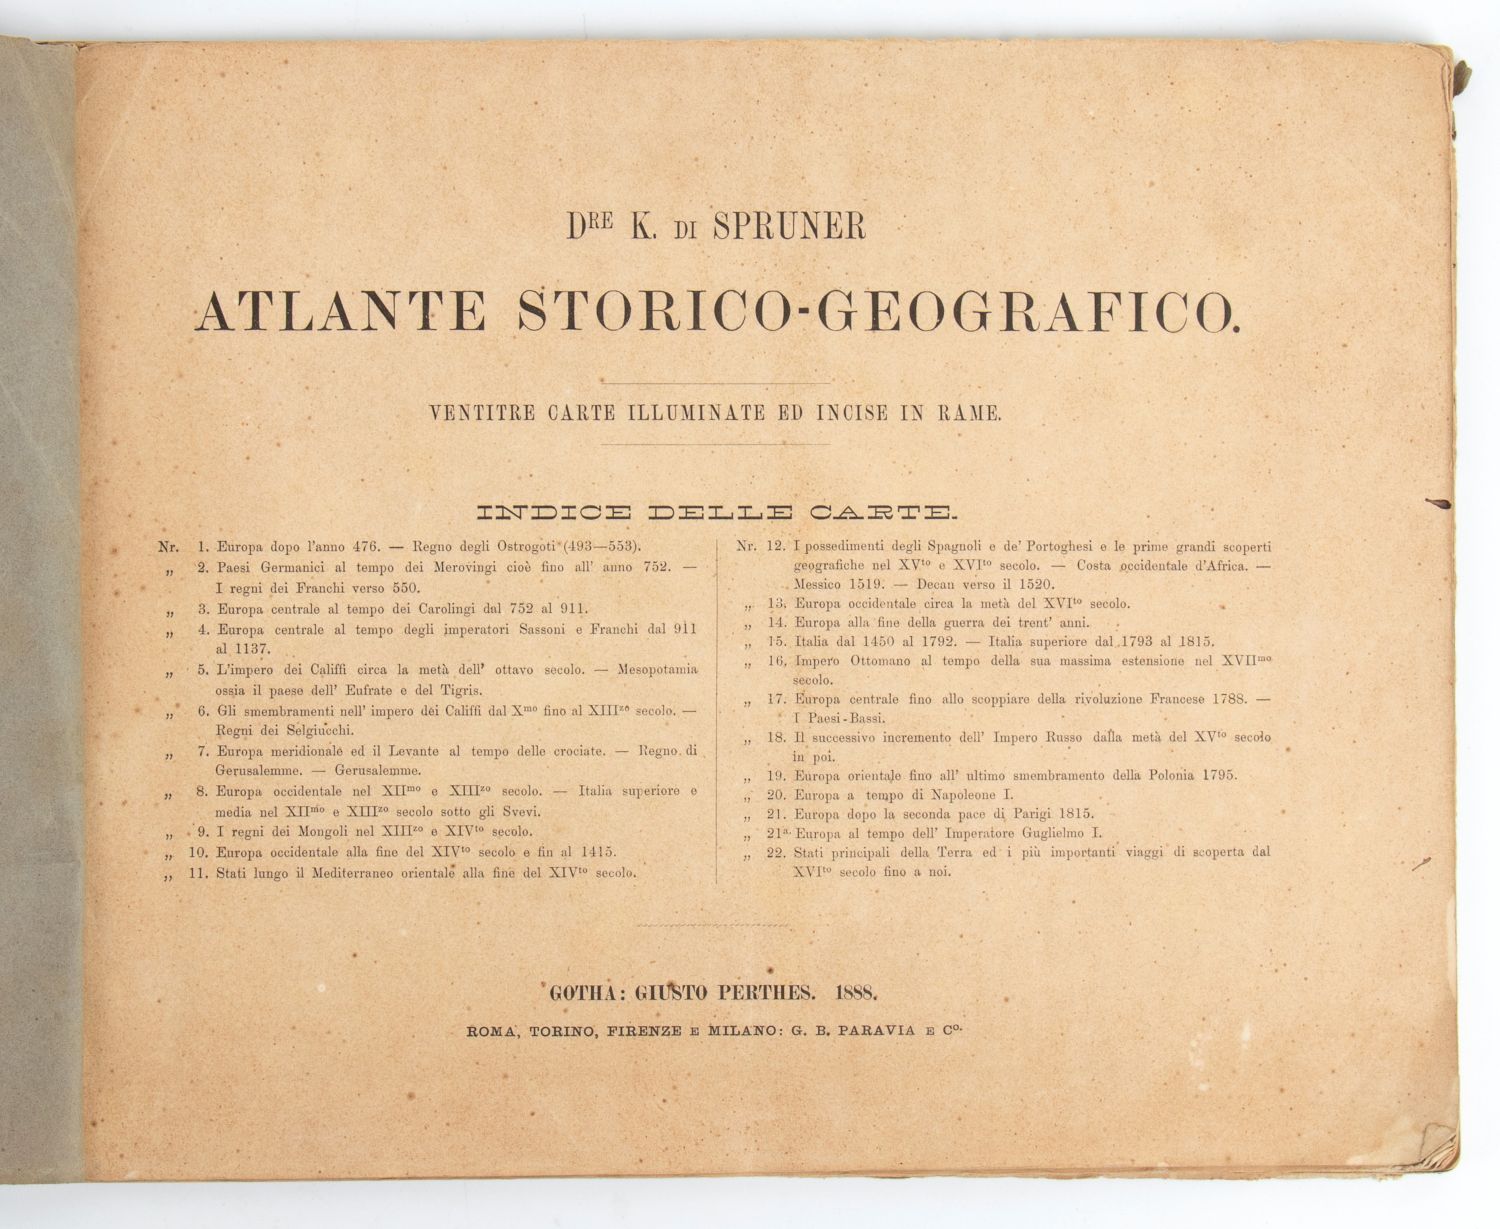 DRE K. DI SPRUNER
ATLANTE STORICO-GEOGRAFICO.
VENTITRE CARTE ILLUMINATE ED INCISE IN RAME.
INDICE DELLE CARTE.
Nr. 1. Europa dopo l'anno 476. — Regno degli Ostrogoti (493—553).
„ 2. Paesi Germanici al tempo dei Merovingi cioè fino all' anno 752. —
I regni dei Franchi verso 550.
„ 3. Europa centrale al tempo dei Carolingi dal 752 al 911.
„ 4. Europa centrale al tempo degli imperatori Sassoni e Franchi dal 911
al 1137.
„ 5. L'impero dei Califfi circa la metà dell' ottavo secolo. — Mesopotamia
ossia il paese dell' Eufrate e del Tigris.
„ 6. Gli smembramenti nell' impero dei Califfi dal Xmo fino al XIIIzo secolo. —
Regni dei Selgiucchi.
„ 7. Europa meridionale ed il Levante al tempo delle crociate. — Regno di
Gerusalemme. — Gerusalemme.
„ 8. Europa occidentale nel XIImo e XIIIzo secolo. — Italia superiore e
media nel XIImo e XIIIzo secolo sotto gli Svevi.
„ 9. I regni dei Mongoli nel XIIIzo e XIVto secolo.
„ 10. Europa occidentale alla fine del XIVto secolo e fin al 1415.
„ 11. Stati lungo il Mediterraneo orientale alla fine del XIVto secolo.
Nr. 12. I possedimenti degli Spagnoli e de' Portoghesi e le prime grandi scoperti
geografiche nel XVto e XVIto secolo. — Costa occidentale d'Africa. —
Messico 1519. — Decan verso il 1520.
„ 13. Europa occidentale circa la metà del XVIto secolo.
„ 14. Europa alla fine della guerra dei trent' anni.
„ 15. Italia dal 1450 al 1792. — Italia superiore dal 1793 al 1815.
„ 16. Impero Ottomano al tempo della sua massima estensione nel XVIImo
secolo.
„ 17. Europa centrale fino allo scoppiare della rivoluzione Francese 1788. —
I Paesi-Bassi.
„ 18. Il successivo incremento dell' Impero Russo dalla metà del XVto secolo
in poi.
„ 19. Europa orientale fino all' ultimo smembramento della Polonia 1795.
„ 20. Europa a tempo di Napoleone I.
„ 21. Europa dopo la seconda pace di Parigi 1815.
„ 21a. Europa al tempo dell' Imperatore Guglielmo I.
„ 22. Stati principali della Terra ed i più importanti viaggi di scoperta dal
XVIto secolo fino a noi.
GOTHA: GIUSTO PERTHES. 1888.
ROMA, TORINO, FIRENZE E MILANO: G. B. PARAVIA E Co.